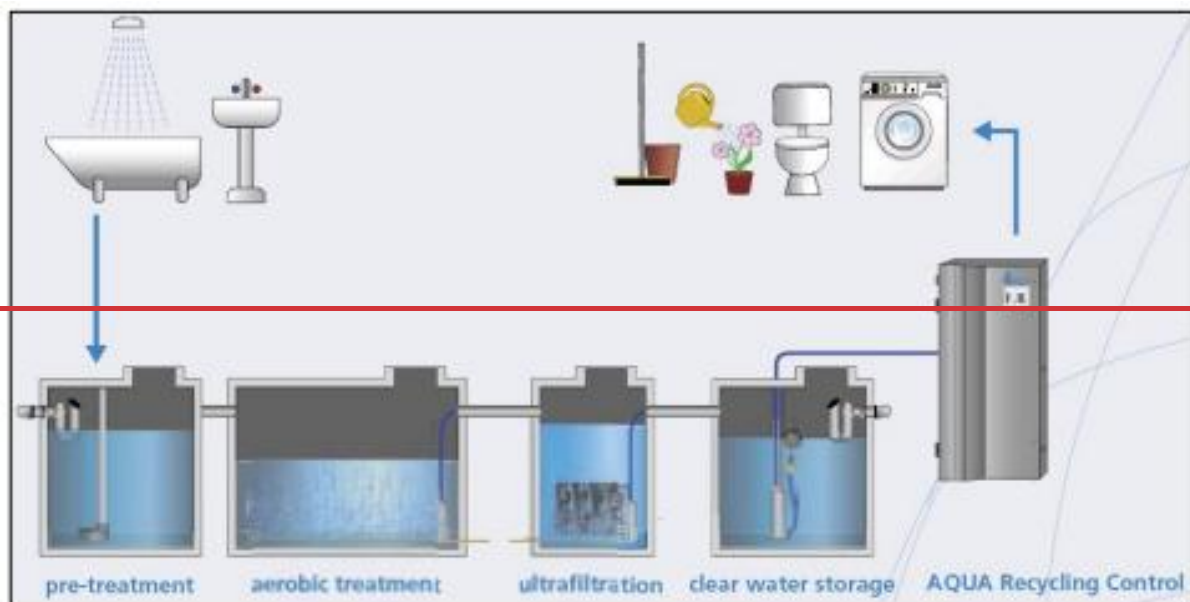 pre-treatment
aerobic treatment
ultrafiltration
clear water storage
AQUA Recycling Control